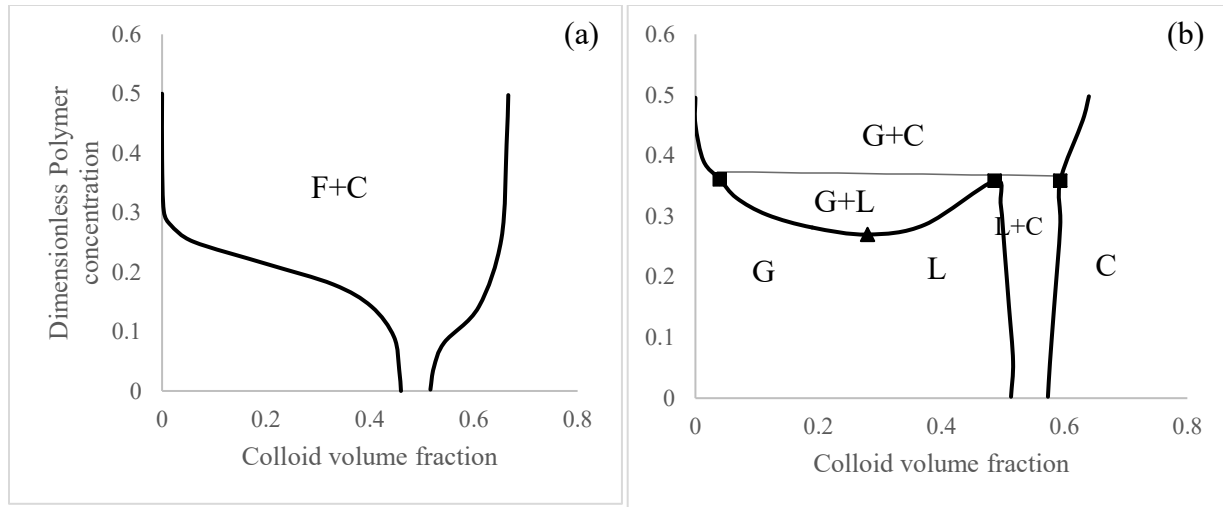 (a)
0.6
0.5
0.4
0.3
0.2
0.1
0
Dimensionless Polymer
concentration
F+C
0
0.2
0.4
0.6
0.8
Colloid volume fraction
(b)
0.6
0.5
0.4
0.3
0.2
0.1
0
G+C
G+L
L+C
G
L
C
0
0.2
0.4
0.6
0.8
Colloid volume fraction